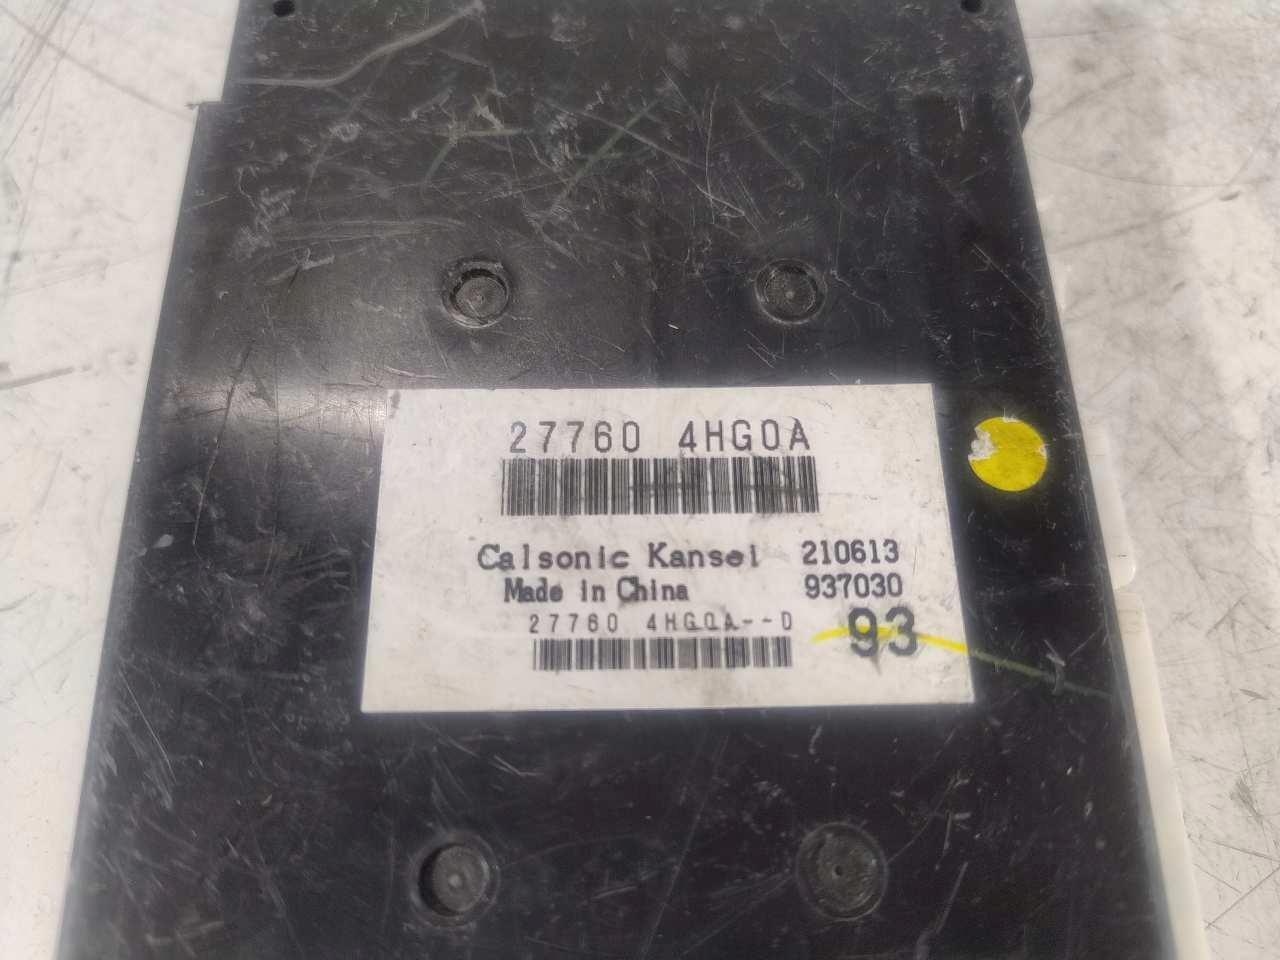 27760 4HG0A
Calsonic Kansei 210613
Made in China 937030
27760 4HG0A--D 93